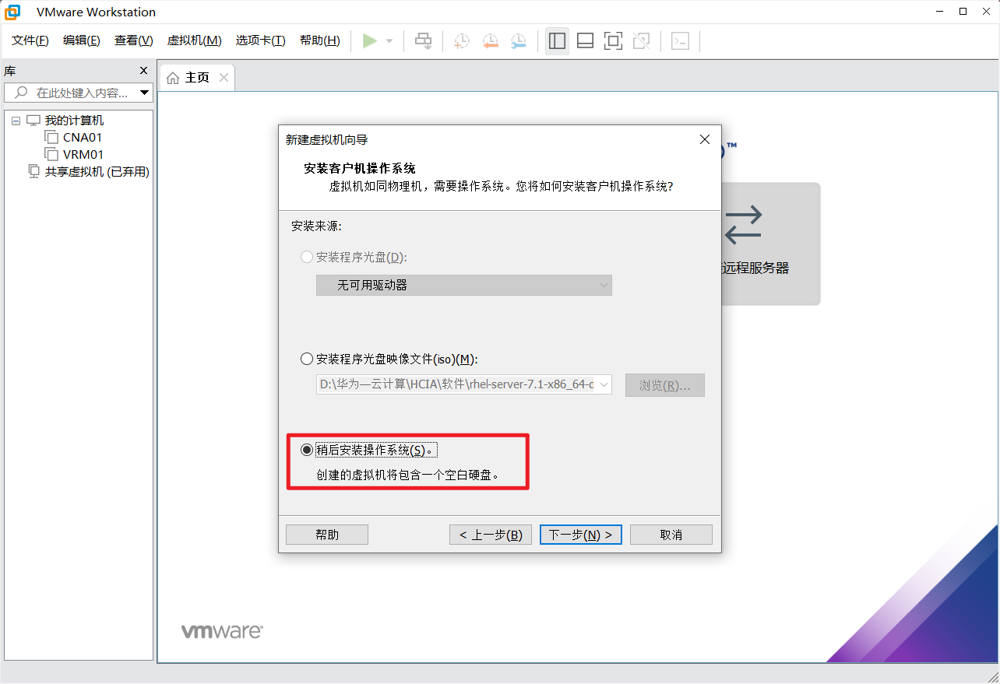 VMware Workstation
文件(F) 编辑(E) 查看(V) 虚拟机(M) 选项卡(T) 帮助(H)
库
主页
在此处键入内容...
我的计算机
CNA01
VRM01
共享虚拟机 (已弃用)
™
远程服务器
新建虚拟机向导
安装客户机操作系统
虚拟机如同物理机，需要操作系统。您将如何安装客户机操作系统?
安装来源:
安装程序光盘(D):
无可用驱动器
安装程序光盘映像文件(iso)(M):
D:\华为—云计算\HCIA\软件\rhel-server-7.1-x86_64-d
浏览(R)...
稍后安装操作系统(S)。
创建的虚拟机将包含一个空白硬盘。
帮助 < 上一步(B) 下一步(N) > 取消
vmware